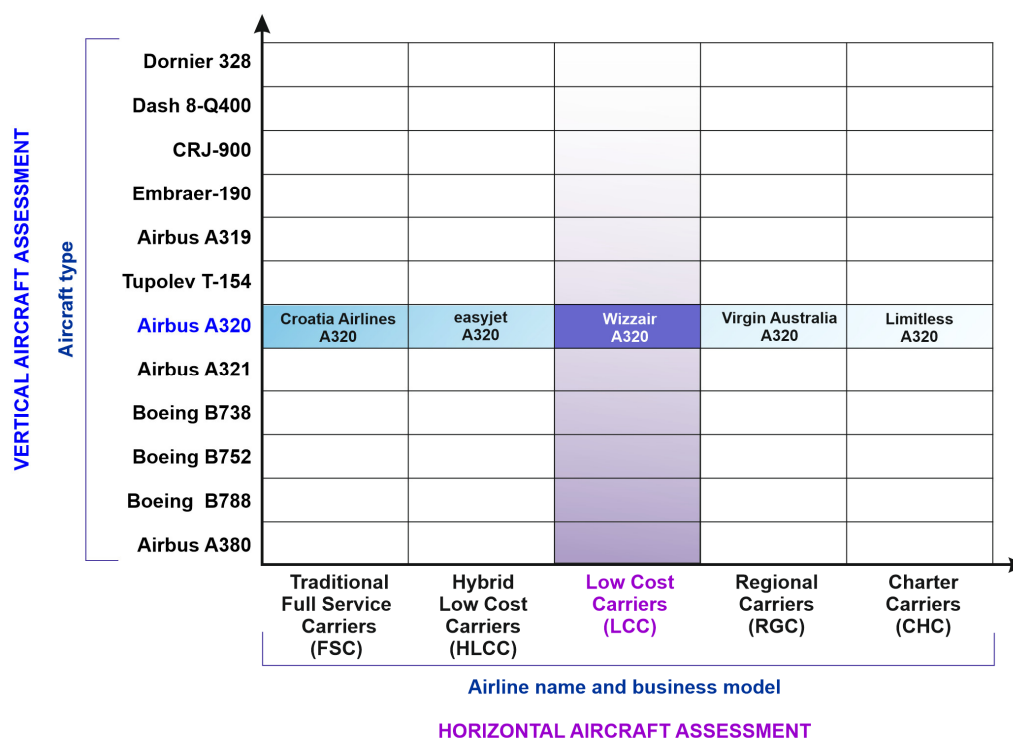 VERTICAL AIRCRAFT ASSESSMENT
Aircraft type
Dornier 328
Dash 8-Q400
CRJ-900
Embraer-190
Airbus A319
Tupolev T-154
Airbus A320
Croatia Airlines
A320
easyjet
A320
Wizzair
A320
Virgin Australia
A320
Limitless
A320
Airbus A321
Boeing B738
Boeing B752
Boeing B788
Airbus A380
Traditional
Full Service
Carriers
(FSC)
Hybrid
Low Cost
Carriers
(HLCC)
Low Cost
Carriers
(LCC)
Regional
Carriers
(RGC)
Charter
Carriers
(CHC)
Airline name and business model
HORIZONTAL AIRCRAFT ASSESSMENT